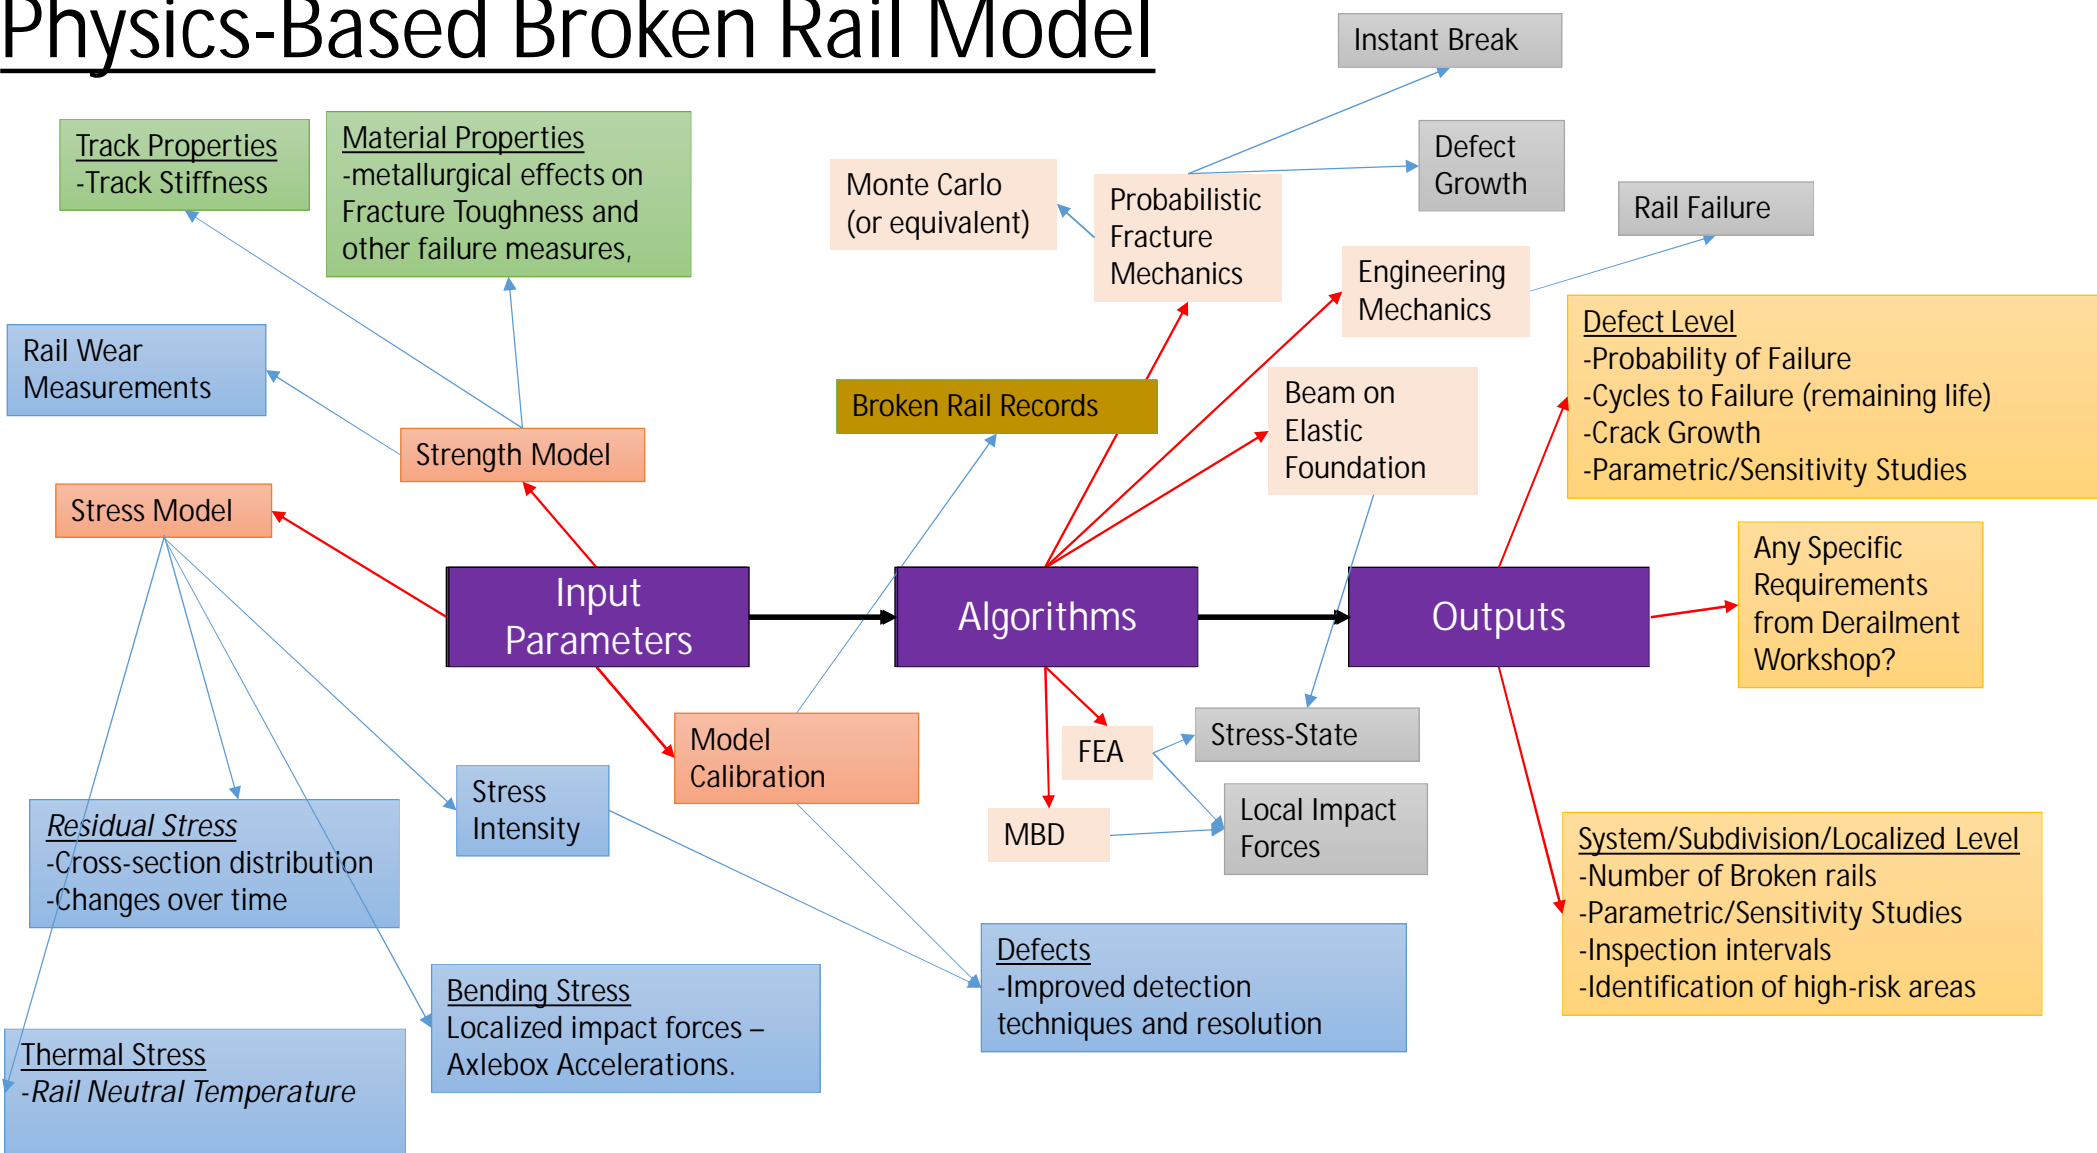 Physics-Based Broken Rail Model
Instant Break
Track Properties
-Track Stiffness
Material Properties
-metallurgical effects on
Fracture Toughness and
other failure measures,
Monte Carlo
(or equivalent)
Probabilistic
Fracture
Mechanics
Defect
Growth
Rail Failure
Engineering
Mechanics
Rail Wear
Measurements
Strength Model
Stress Model
Broken Rail Records
Beam on
Elastic
Foundation
Defect Level
-Probability of Failure
-Cycles to Failure (remaining life)
-Crack Growth
-Parametric/Sensitivity Studies
Input
Parameters
Algorithms
Outputs
Any Specific
Requirements
from Derailment
Workshop?
Model
Calibration
FEA
Stress-State
MBD
Local Impact
Forces
Stress
Intensity
Residual Stress
-Cross-section distribution
-Changes over time
Thermal Stress
-Rail Neutral Temperature
Bending Stress
Localized impact forces –
Axlebox Accelerations.
Defects
-Improved detection
techniques and resolution
System/Subdivision/Localized Level
-Number of Broken rails
-Parametric/Sensitivity Studies
-Inspection intervals
-Identification of high-risk areas